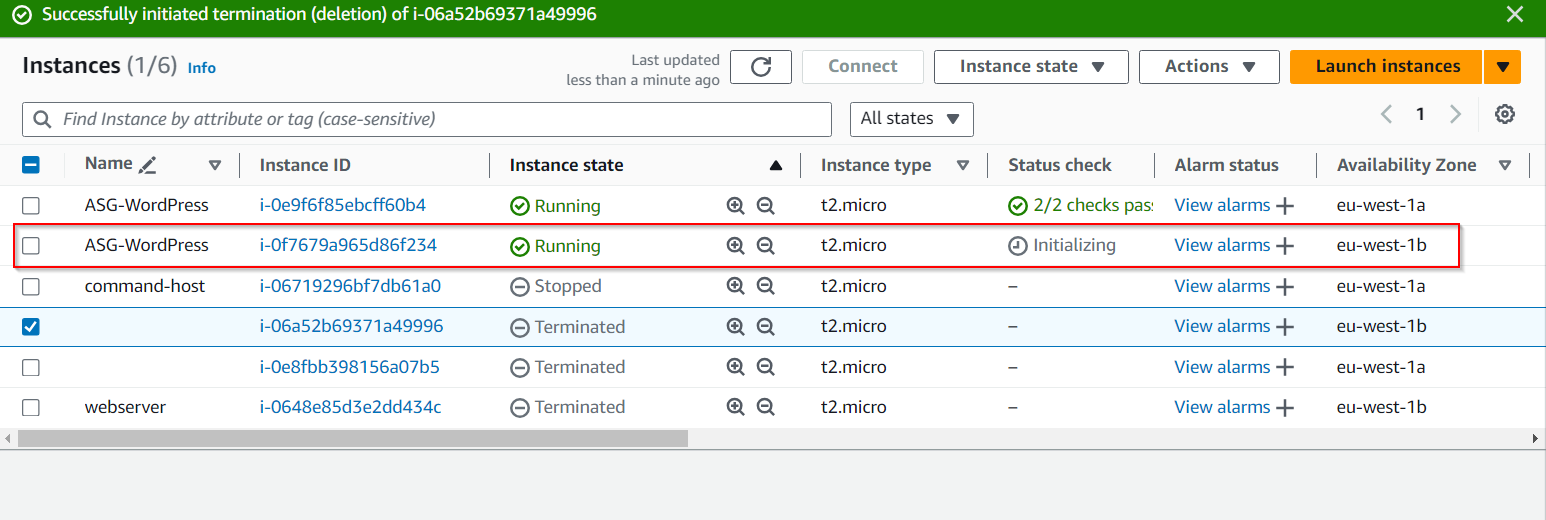 Successfully initiated termination (deletion) of i-06a52b69371a49996
Instances (1/6) Info
Last updated
less than a minute ago
Connect
Instance state
Actions
Launch instances
Find Instance by attribute or tag (case-sensitive)
All states
1
Name Instance ID Instance state Instance type Status check Alarm status Availability Zone
ASG-WordPress i-0e9f6f85ebcff60b4 Running t2.micro 2/2 checks pas View alarms + eu-west-1a
ASG-WordPress i-0f7679a965d86f234 Running t2.micro Initializing View alarms + eu-west-1b
command-host i-06719296bf7db61a0 Stopped t2.micro – View alarms + eu-west-1a
i-06a52b69371a49996 Terminated t2.micro – View alarms + eu-west-1b
i-0e8fbb398156a07b5 Terminated t2.micro – View alarms + eu-west-1a
webserver i-0648e85d3e2dd434c Terminated t2.micro – View alarms + eu-west-1b